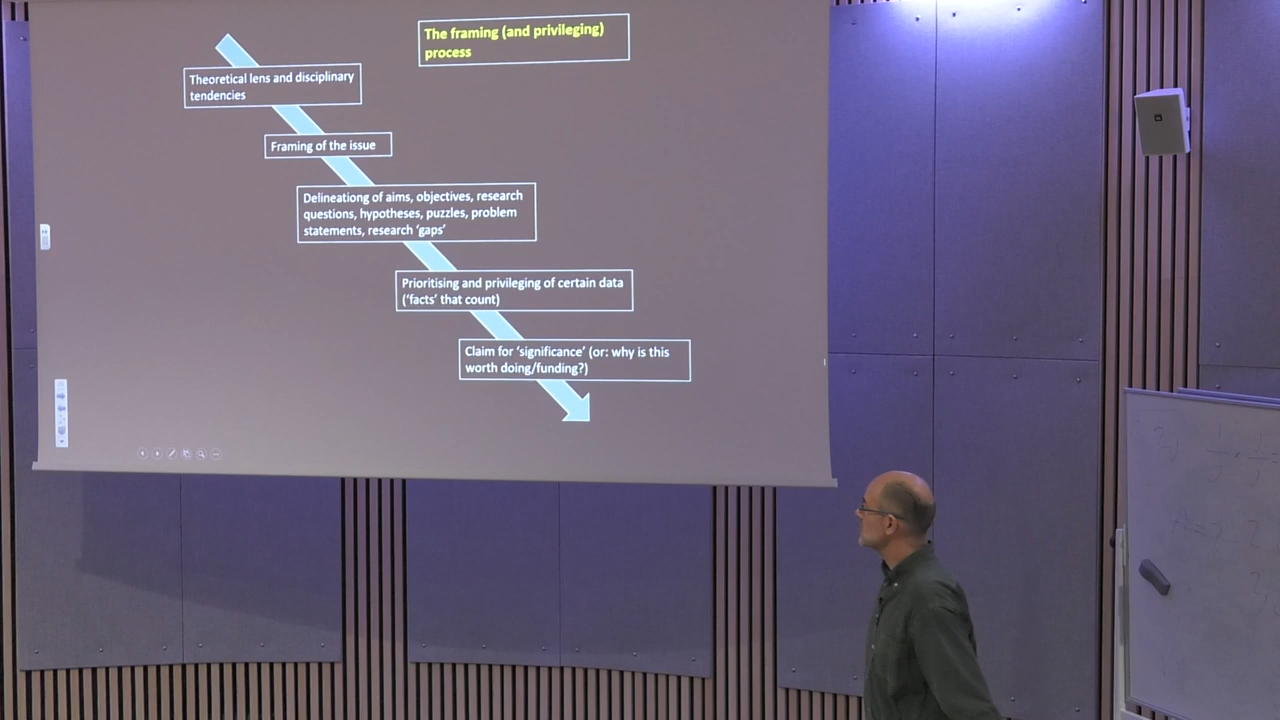 The framing (and privileging)
process
Theoretical lens and disciplinary
tendencies
Framing of the issue
Delineationg of aims, objectives, research
questions, hypotheses, puzzles, problem
statements, research ‘gaps’
Prioritising and privileging of certain data
(‘facts’ that count)
Claim for ‘significance’ (or: why is this
worth doing/funding?)